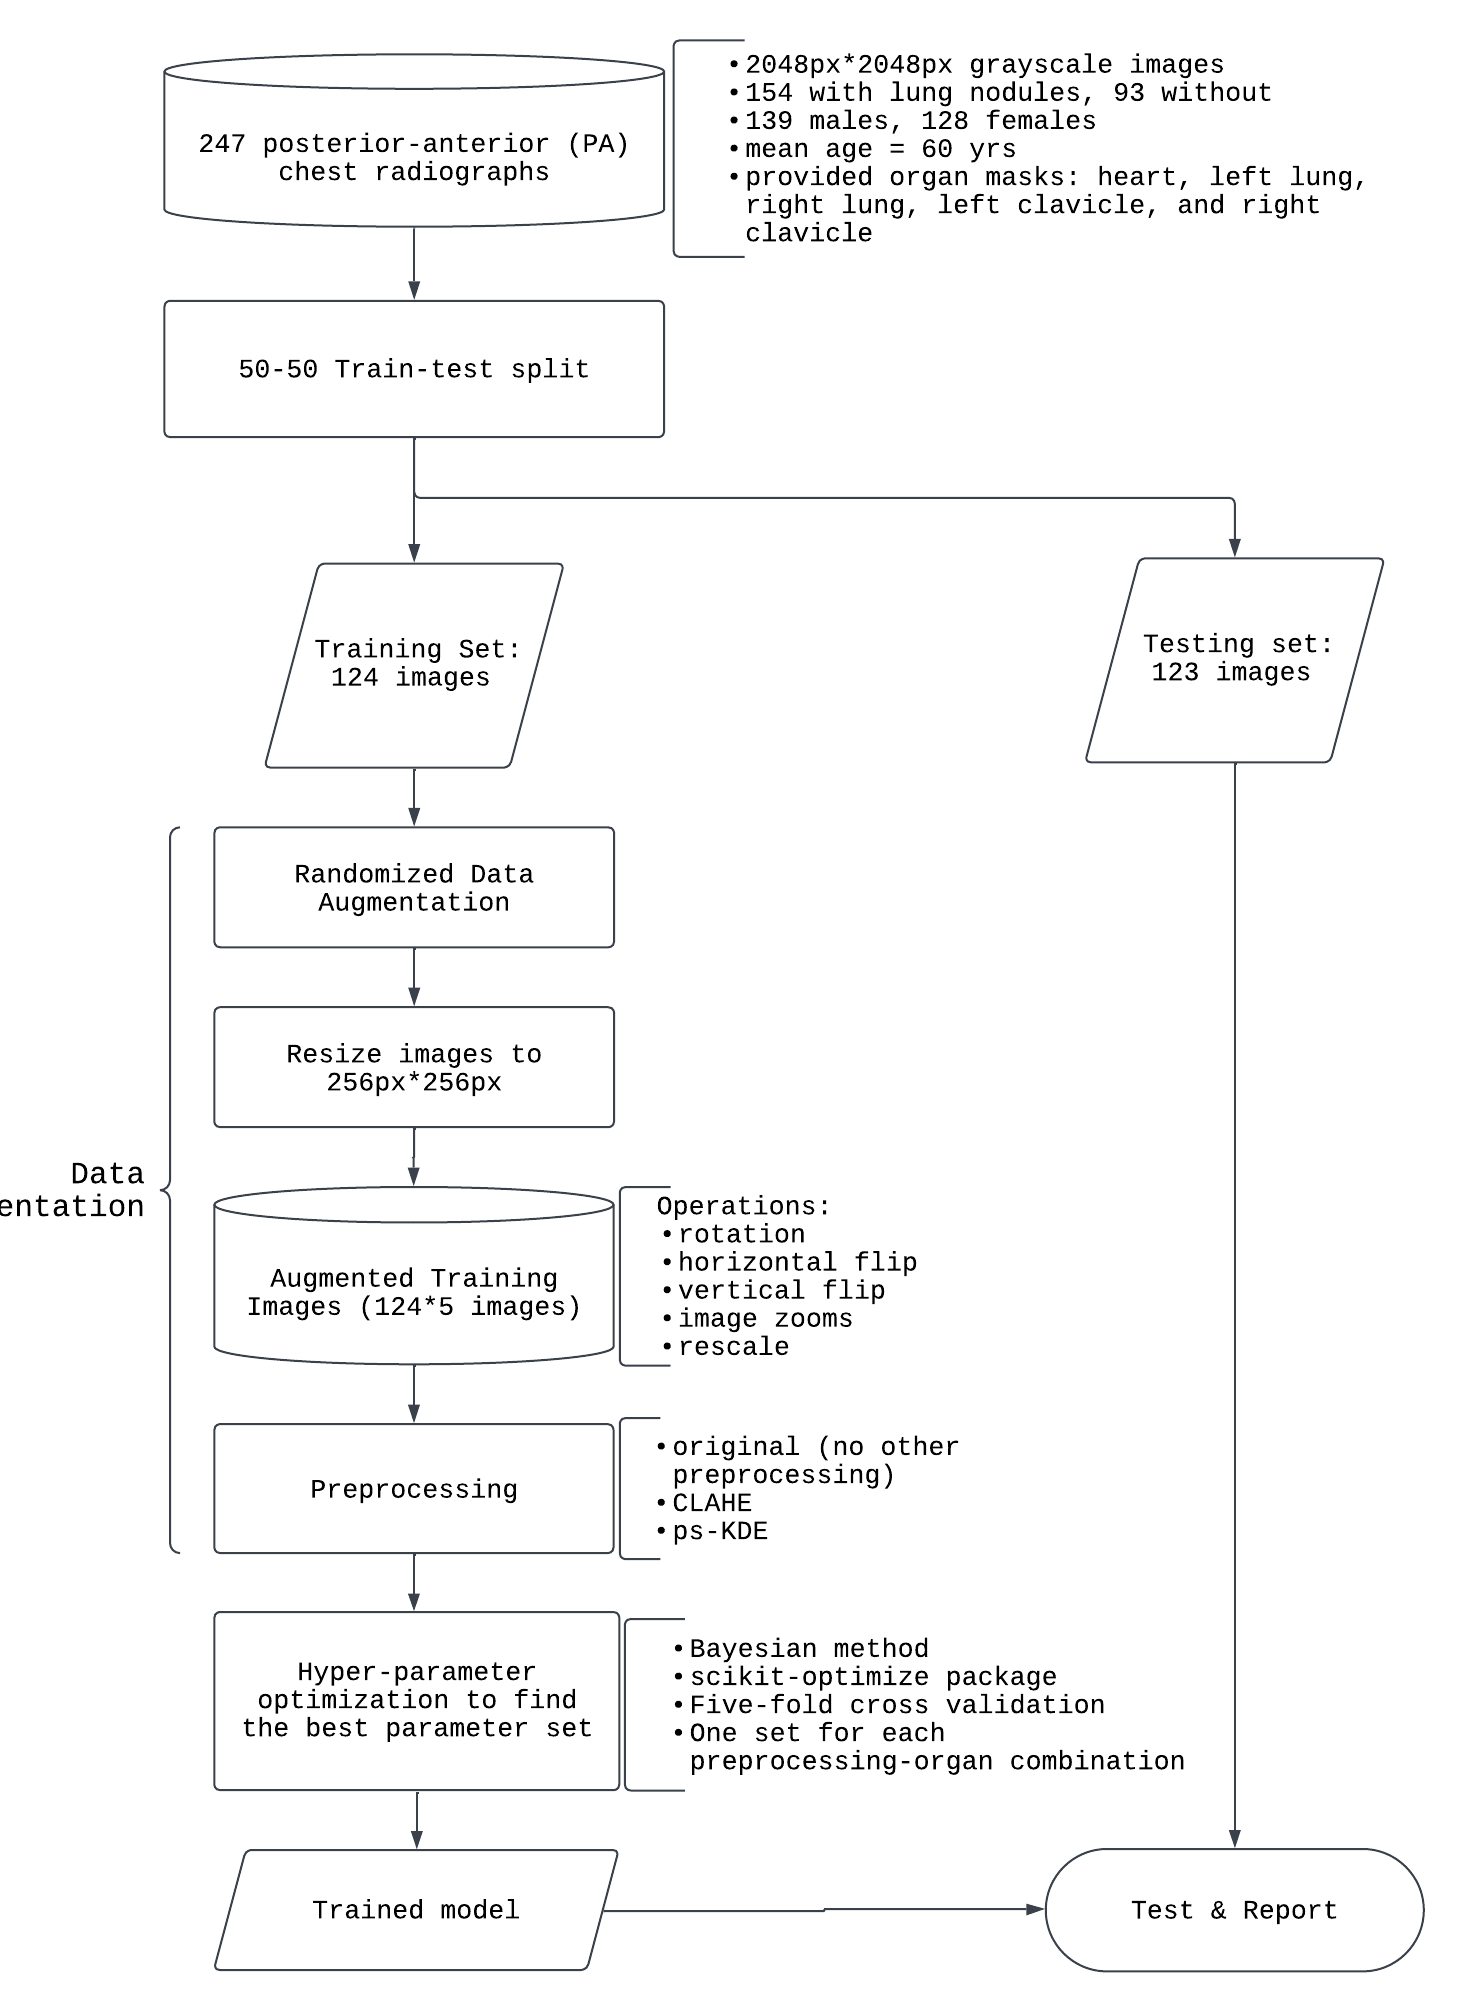 247 posterior-anterior (PA)
chest radiographs
•2048px*2048px grayscale images
•154 with lung nodules, 93 without
•139 males, 128 females
•mean age = 60 yrs
•provided organ masks: heart, left lung,
right lung, left clavicle, and right
clavicle
50-50 Train-test split
Training Set:
124 images
Testing set:
123 images
Randomized Data
Augmentation
Resize images to
256px*256px
Data
entation
Augmented Training
Images (124*5 images)
Operations:
•rotation
•horizontal flip
•vertical flip
•image zooms
•rescale
Preprocessing
•original (no other
preprocessing)
•CLAHE
•ps-KDE
Hyper-parameter
optimization to find
the best parameter set
•Bayesian method
•scikit-optimize package
•Five-fold cross validation
•One set for each
preprocessing-organ combination
Trained model
Test & Report